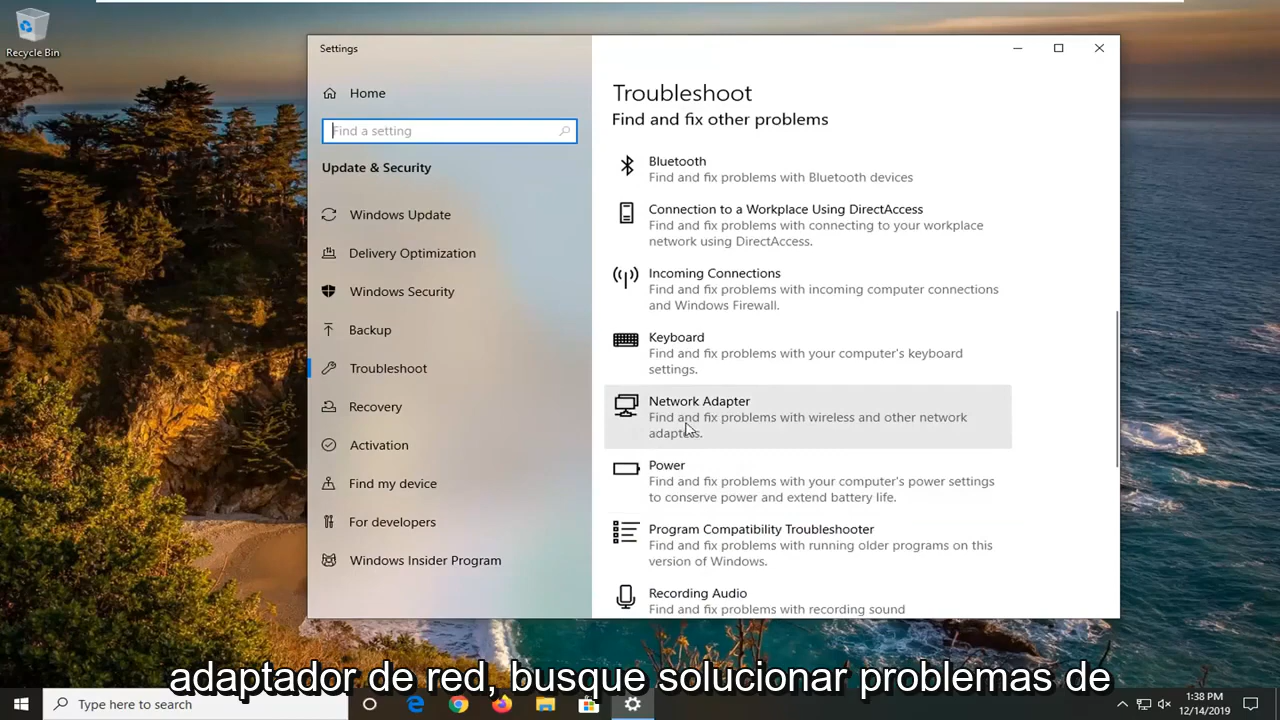 Recycle Bin
Settings
Home
Find a setting
Update & Security
Windows Update
Delivery Optimization
Windows Security
Backup
Troubleshoot
Recovery
Activation
Find my device
For developers
Windows Insider Program
Troubleshoot
Find and fix other problems
Bluetooth
Find and fix problems with Bluetooth devices
Connection to a Workplace Using DirectAccess
Find and fix problems with connecting to your workplace
network using DirectAccess.
Incoming Connections
Find and fix problems with incoming computer connections
and Windows Firewall.
Keyboard
Find and fix problems with your computer's keyboard
settings.
Network Adapter
Find and fix problems with wireless and other network
adapters.
Power
Find and fix problems with your computer's power settings
to conserve power and extend battery life.
Program Compatibility Troubleshooter
Find and fix problems with running older programs on this
version of Windows.
Recording Audio
Find and fix problems with recording sound
adaptador de red, busque solucionar problemas de
Type here to search
1:38 PM
12/14/2019